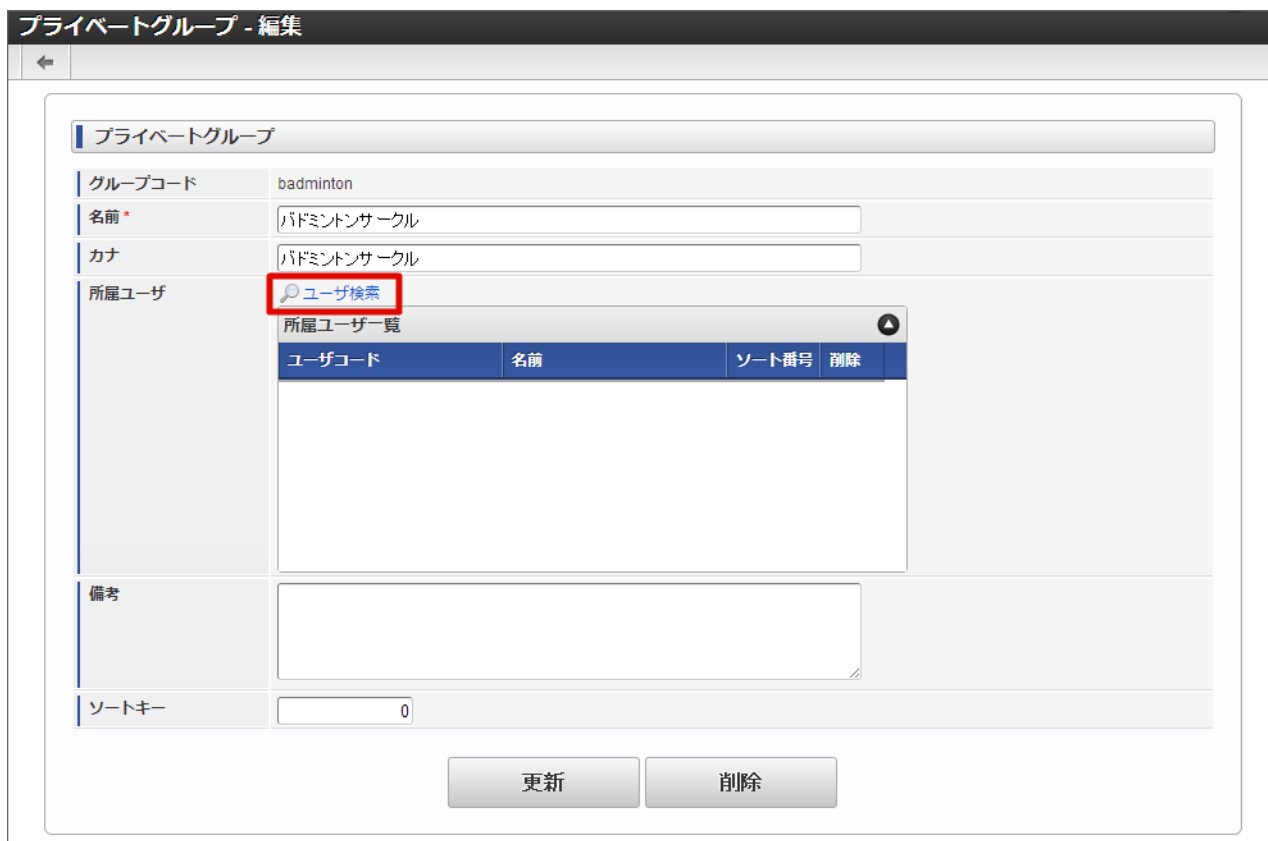 プライベートグループ - 編集
プライベートグループ
グループコード badminton
名前* バドミントンサークル
カナ バドミントンサークル
所属ユーザ ユーザ検索
所属ユーザ一覧
ユーザコード 名前 ソート番号 削除
備考
ソートキー 0
更新 削除